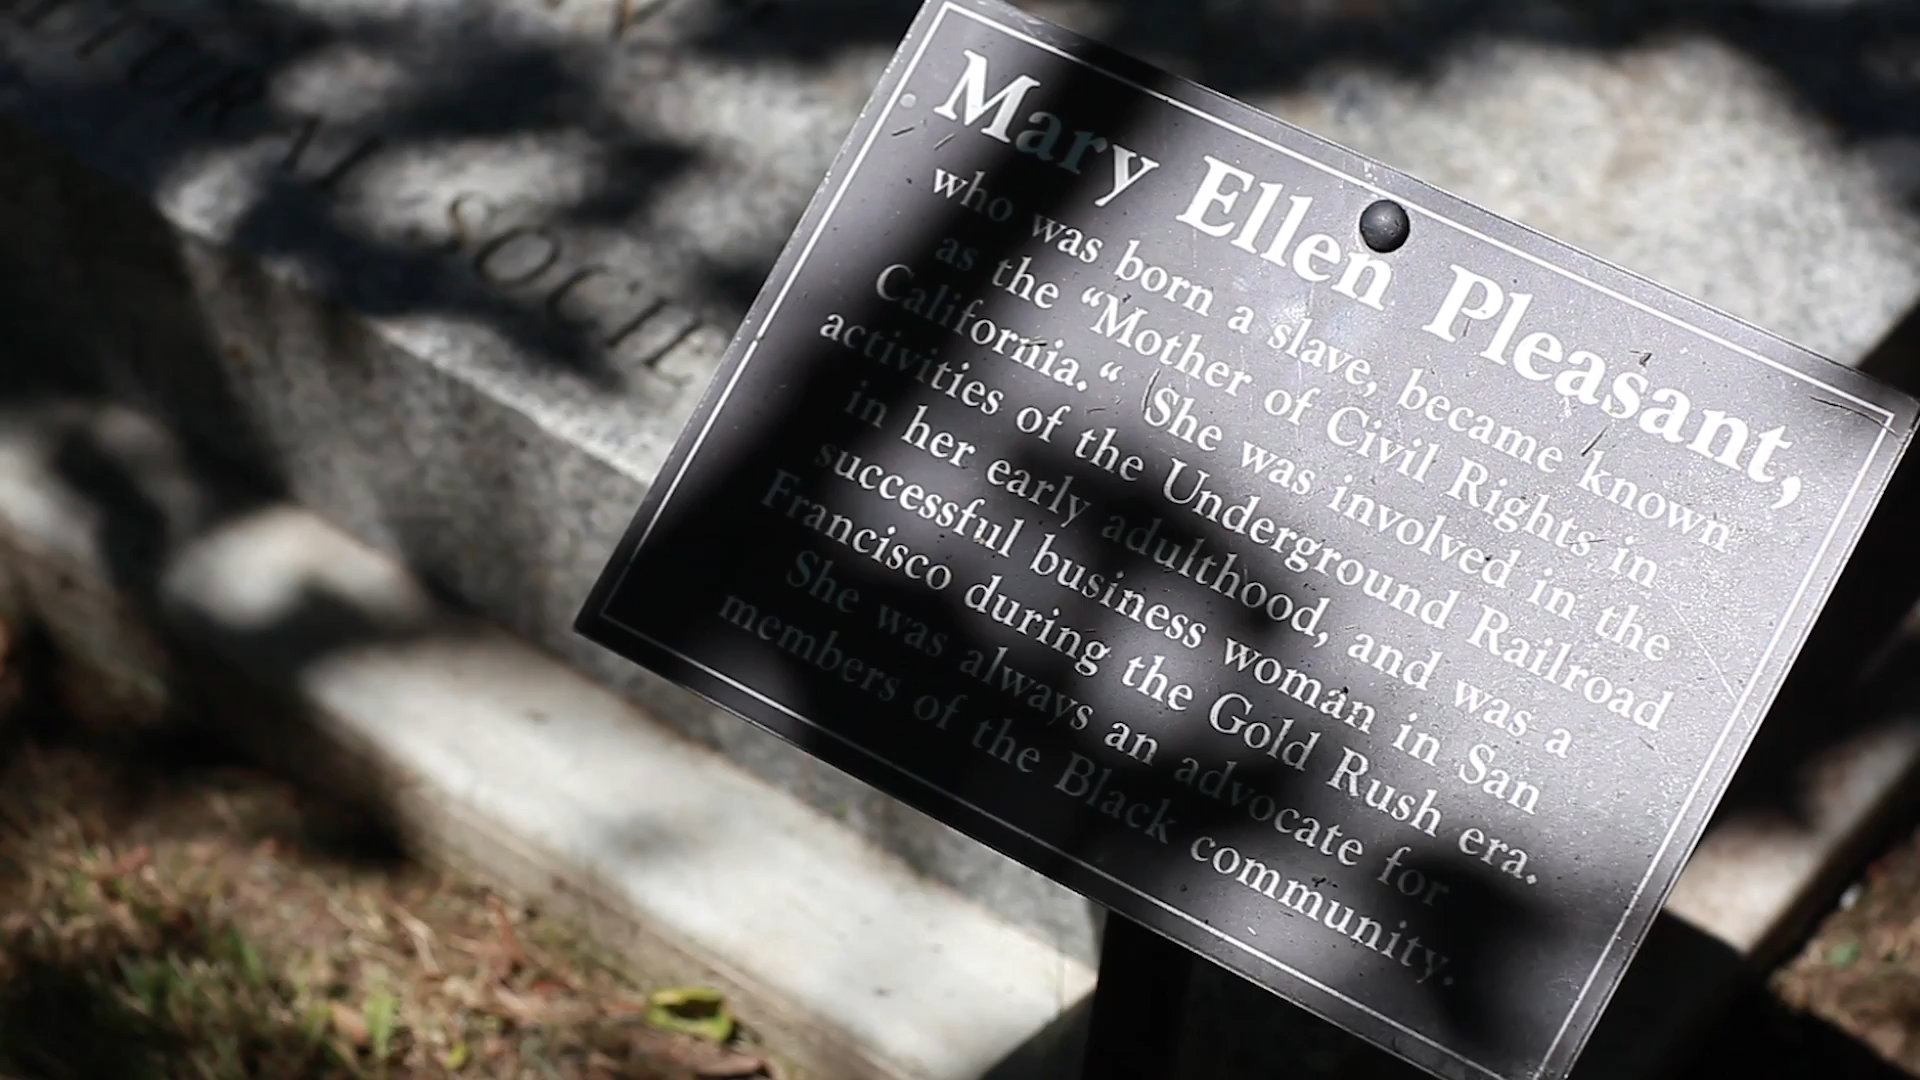 Mary Ellen Pleasant,
who was born a slave, became known
as the “Mother of Civil Rights in
California.“ She was involved in the
activities of the Underground Railroad
in her early adulthood, and was a
successful business woman in San
Francisco during the Gold Rush era.
She was always an advocate for
members of the Black community.